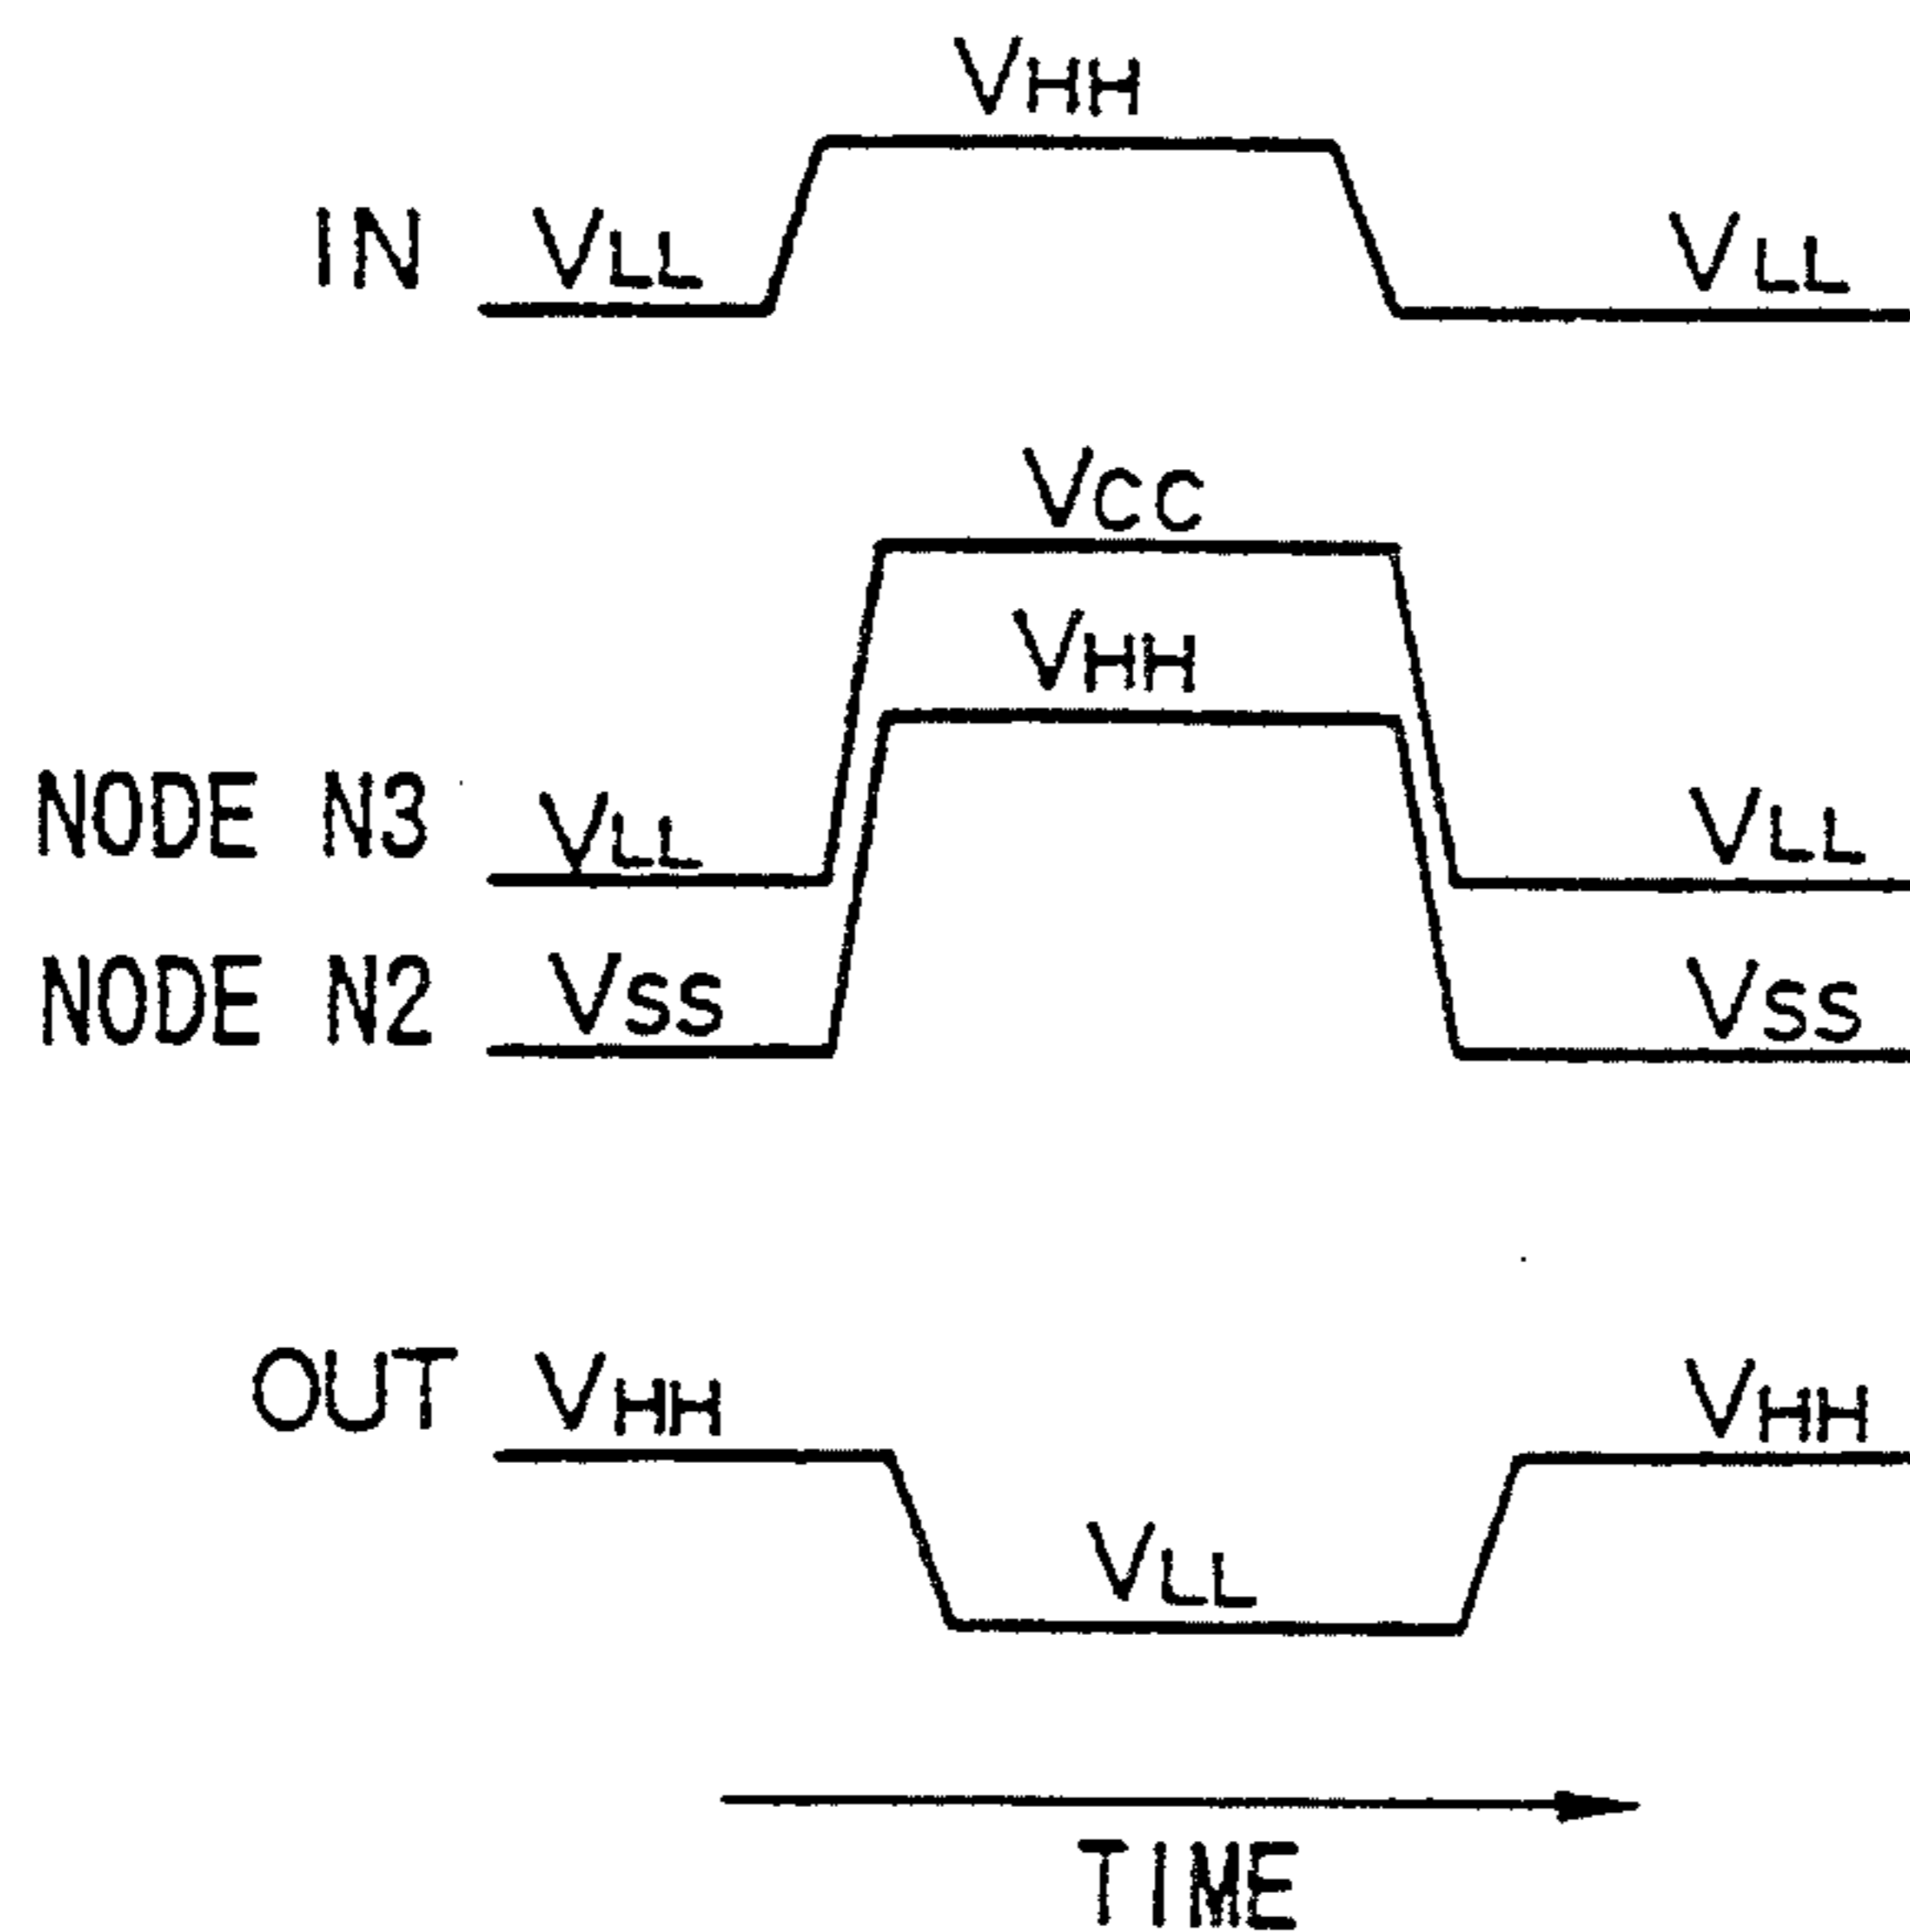 VHH
IN VLL VLL
VCC
VHH
NODE N3 VLL VLL
NODE N2 VSS VSS
OUT VHH VHH
VLL
TIME